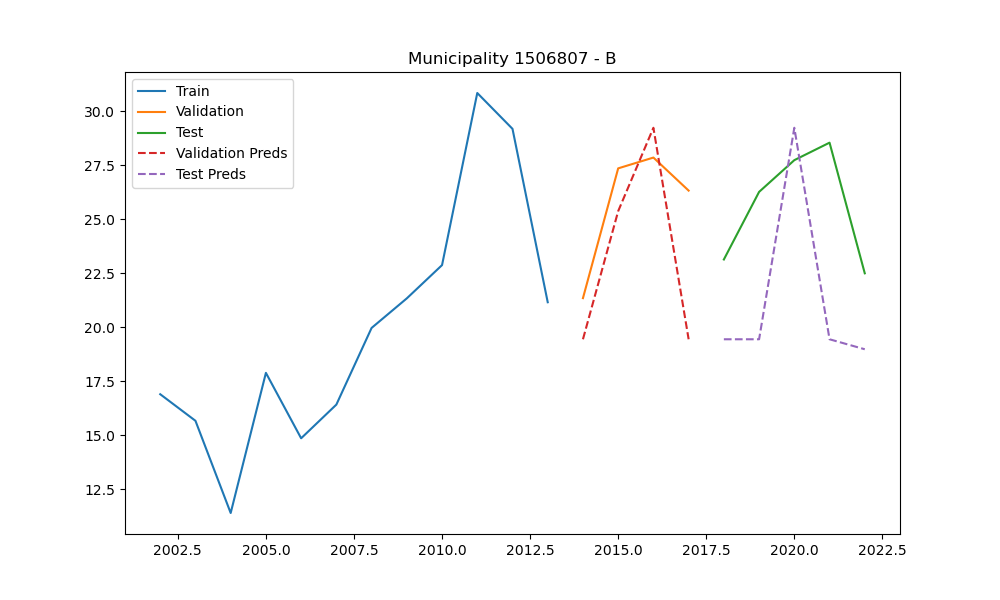 Municipality 1506807 - B
Train
Validation
Test
Validation Preds
Test Preds
30.0
27.5
25.0
22.5
20.0
17.5
15.0
12.5
2002.5 2005.0 2007.5 2010.0 2012.5 2015.0 2017.5 2020.0 2022.5